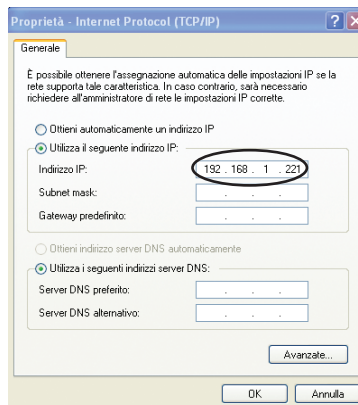 Proprietà - Internet Protocol (TCP/IP)
Generale
È possibile ottenere l'assegnazione automatica delle impostazioni IP se la
rete supporta tale caratteristica. In caso contrario, sarà necessario
richiedere all'amministratore di rete le impostazioni IP corrette.
Ottieni automaticamente un indirizzo IP
Utilizza il seguente indirizzo IP:
Indirizzo IP: 192 . 168 . 1 . 221
Subnet mask: . . .
Gateway predefinito: . . .
Ottieni indirizzo server DNS automaticamente
Utilizza i seguenti indirizzi server DNS:
Server DNS preferito: . . .
Server DNS alternativo: . . .
Avanzate...
OK Annulla